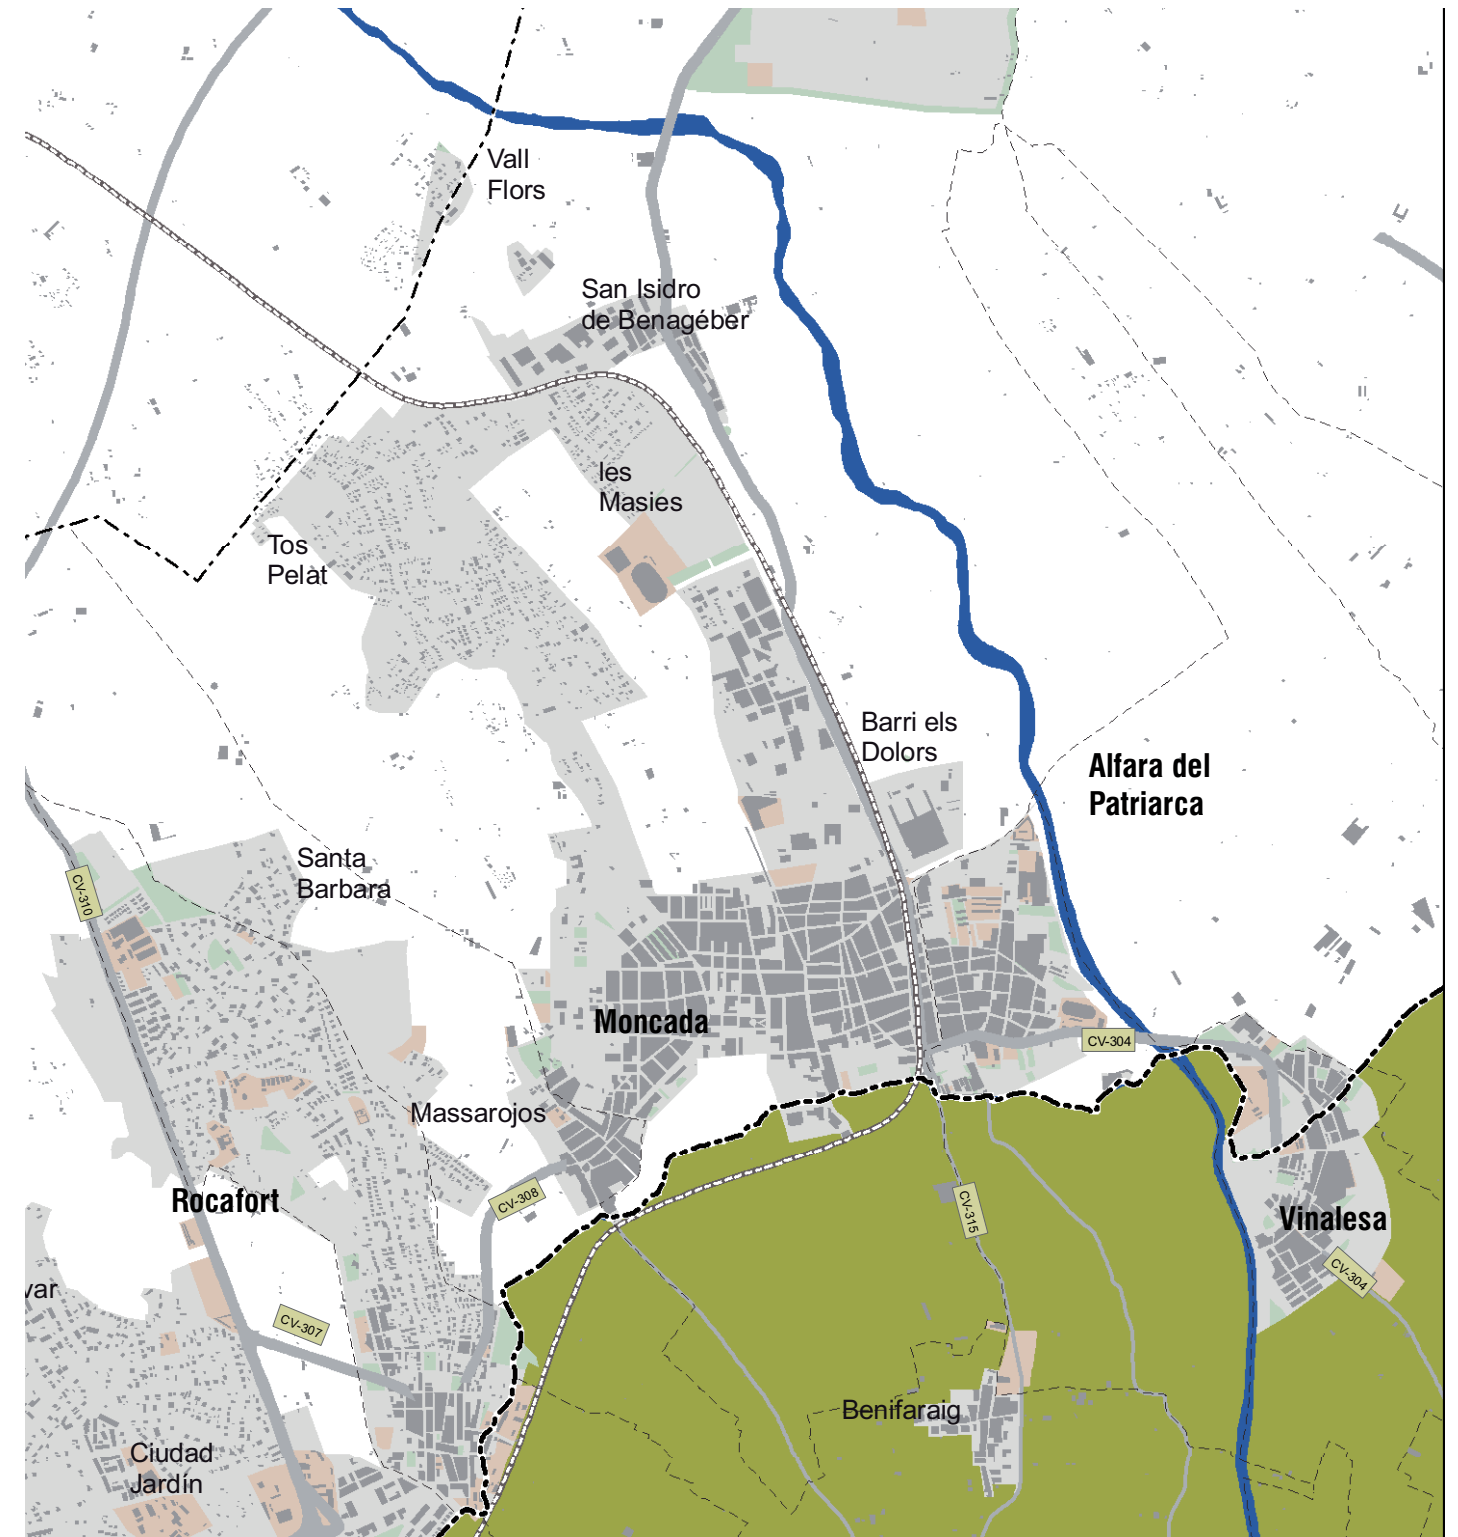 Vall
Flors
San Isidro
de Benagéber
les
Masies
Tos
Pelat
Barri els
Dolors
Alfara del
Patriarca
Santa
Barbara
CV-310
Moncada
CV-304
Massarojos
CV-308
Rocafort
CV-315
Vinalesa
CV-304
var
CV-307
Benifaraig
Ciudad
Jardín